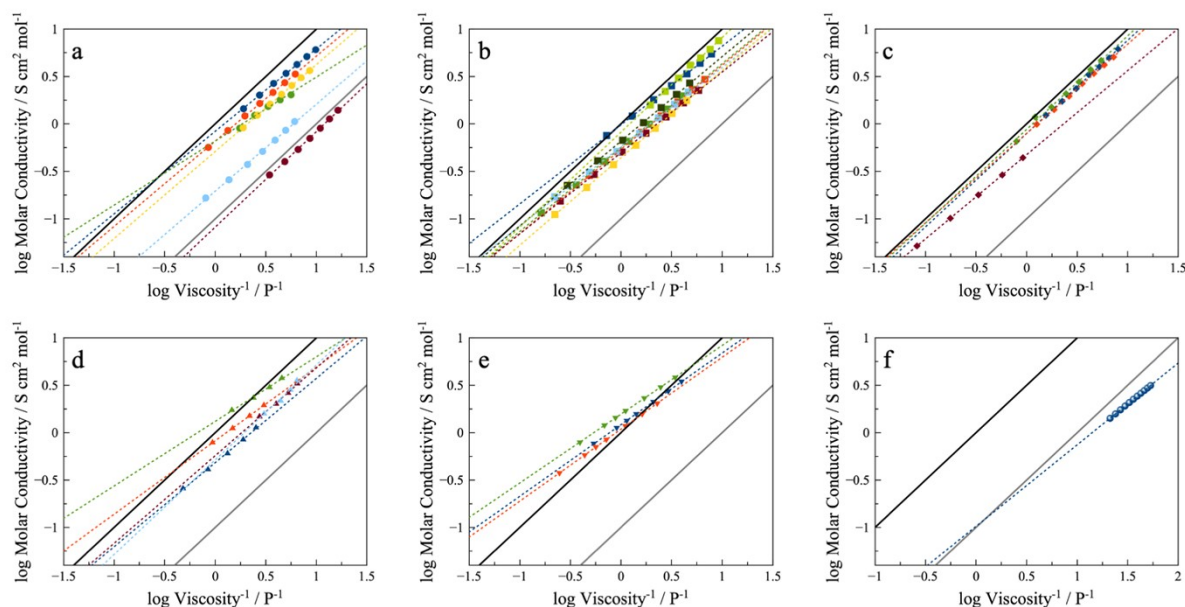 a
log Molar Conductivity / S cm² mol⁻¹
1
0.5
0
−0.5
−1
−1.5 −1 −0.5 0 0.5 1 1.5
log Viscosity⁻¹ / P⁻¹
b
log Molar Conductivity / S cm² mol⁻¹
1
0.5
0
−0.5
−1
−1.5 −1 −0.5 0 0.5 1 1.5
log Viscosity⁻¹ / P⁻¹
c
log Molar Conductivity / S cm² mol⁻¹
1
0.5
0
−0.5
−1
−1.5 −1 −0.5 0 0.5 1 1.5
log Viscosity⁻¹ / P⁻¹
d
log Molar Conductivity / S cm² mol⁻¹
1
0.5
0
−0.5
−1
−1.5 −1 −0.5 0 0.5 1 1.5
log Viscosity⁻¹ / P⁻¹
e
log Molar Conductivity / S cm² mol⁻¹
1
0.5
0
−0.5
−1
−1.5 −1 −0.5 0 0.5 1 1.5
log Viscosity⁻¹ / P⁻¹
f
log Molar Conductivity / S cm² mol⁻¹
1
0.5
0
−0.5
−1
−1 −0.5 0 0.5 1 1.5 2
log Viscosity⁻¹ / P⁻¹